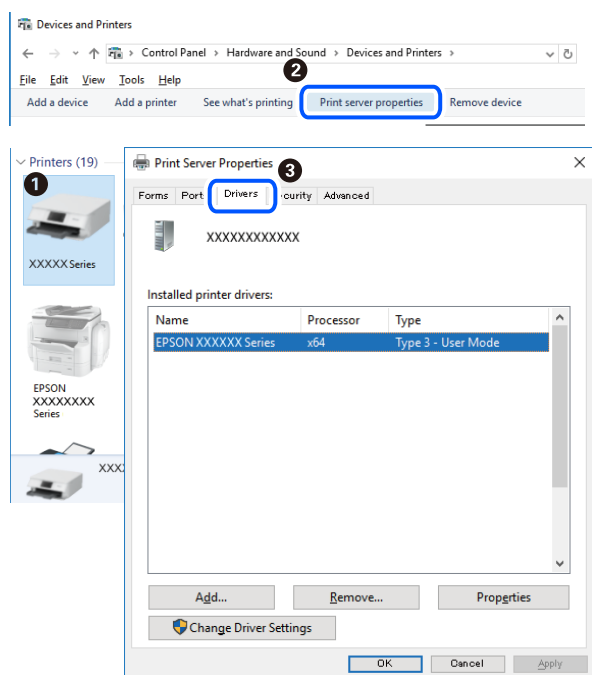 Devices and Printers
Control Panel > Hardware and Sound > Devices and Printers >
2
File Edit View Tools Help
Add a device Add a printer See what's printing Print server properties Remove device
Printers (19)
1
XXXXX Series
EPSON
XXXXXXXX
Series
XXX
Print Server Properties
3
Forms Port Drivers curity Advanced
XXXXXXXXXXXX
Installed printer drivers:
Name Processor Type
EPSON XXXXXX Series x64 Type 3 - User Mode
Add... Remove... Properties
Change Driver Settings
OK Cancel Apply